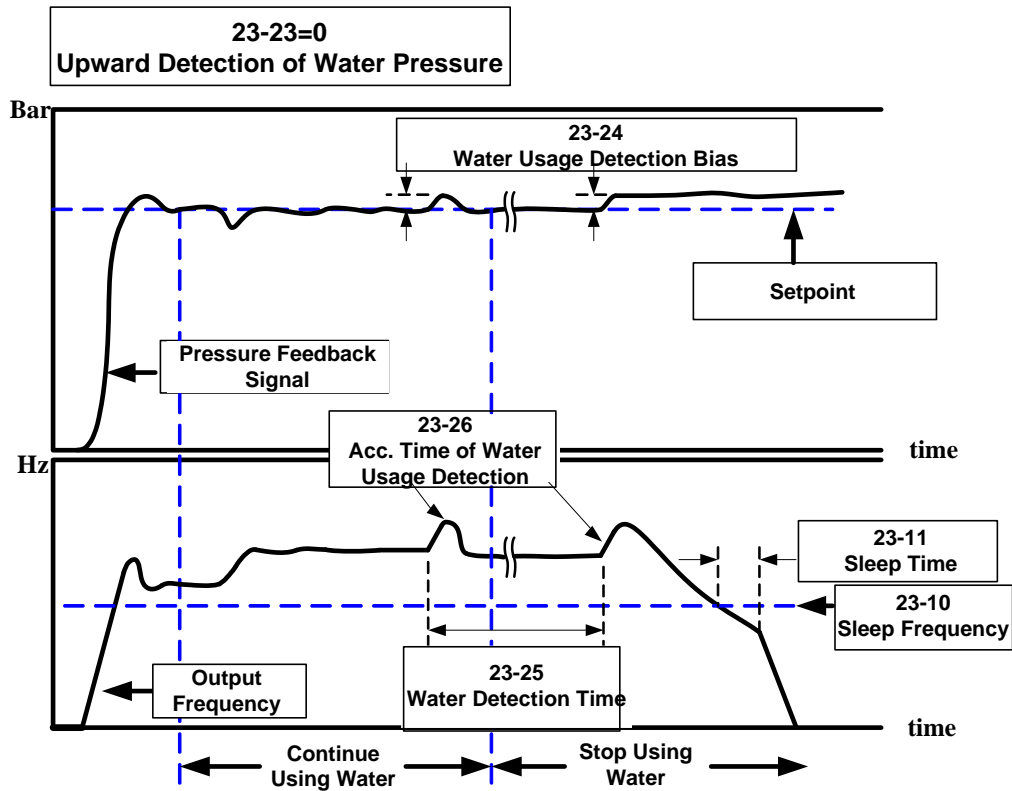 23-23=0
Upward Detection of Water Pressure
Bar
23-24
Water Usage Detection Bias
Setpoint
Pressure Feedback
Signal
time
Hz
23-26
Acc. Time of Water
Usage Detection
23-11
Sleep Time
23-10
Sleep Frequency
23-25
Water Detection Time
Output
Frequency
time
Continue
Using Water
Stop Using
Water